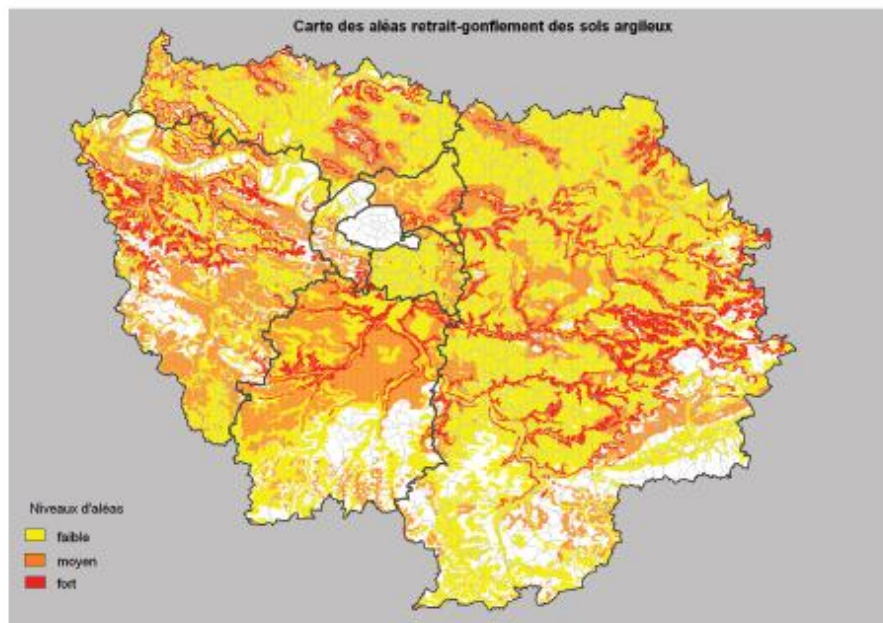 Carte des aléas retrait-gonflement des sols argileux
Niveaux d'aléas
faible
moyen
fort